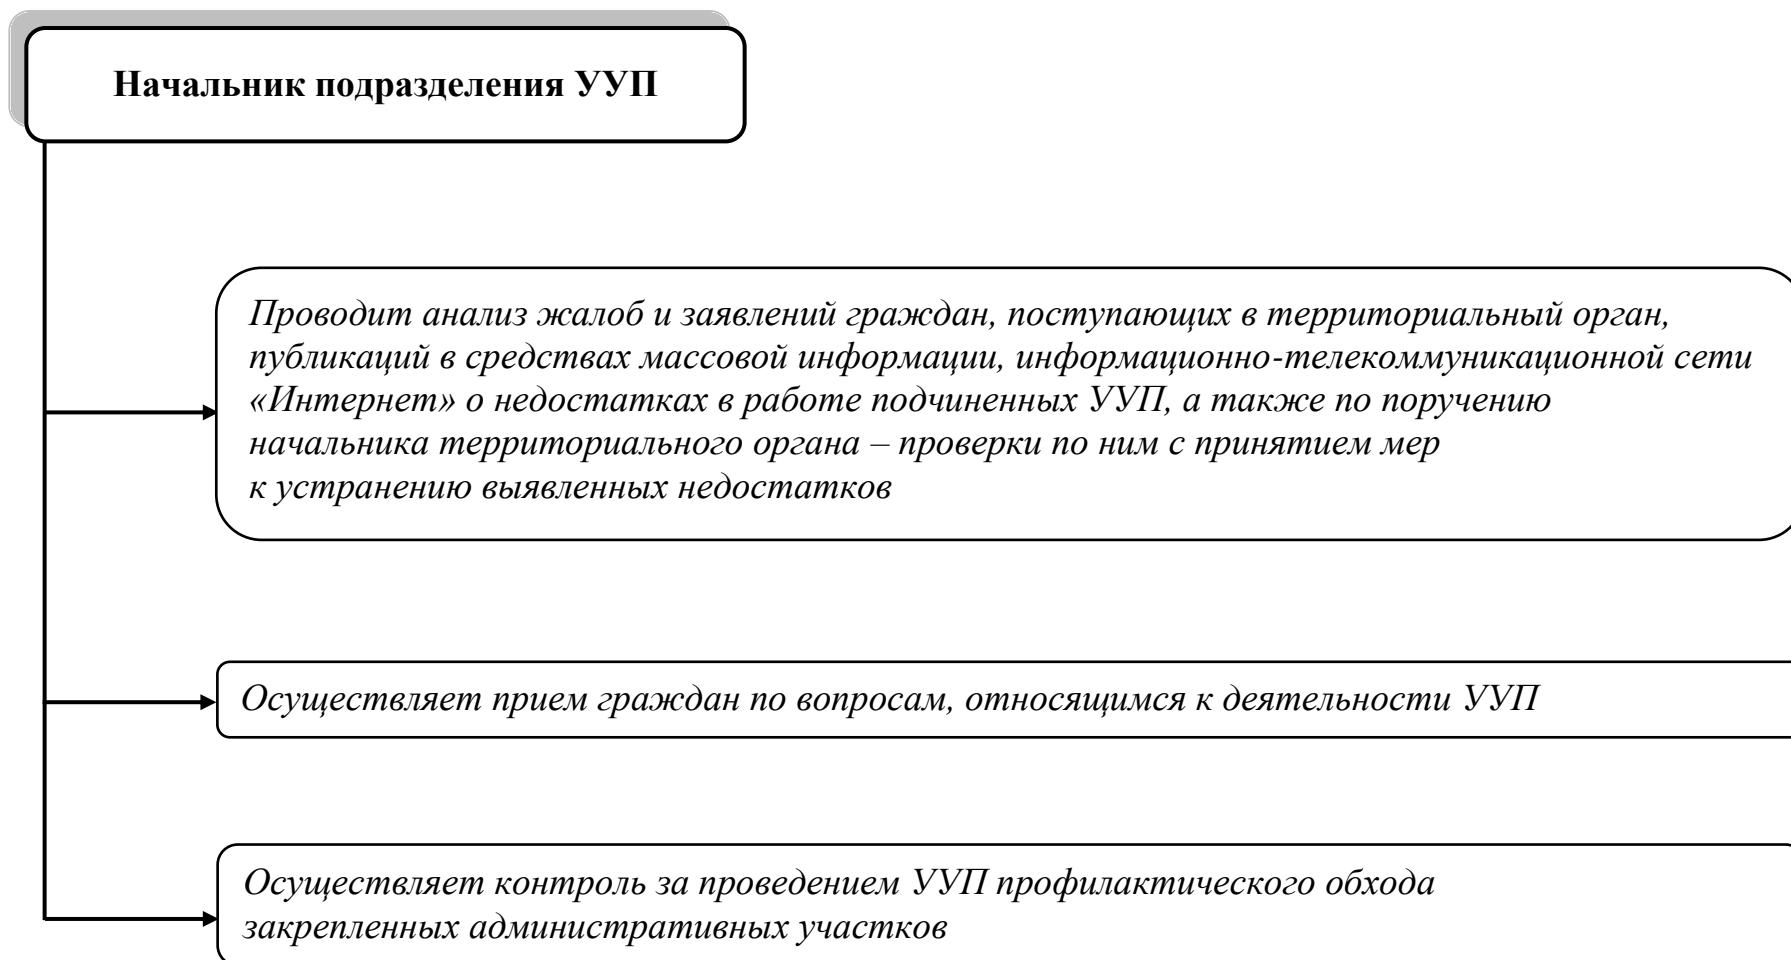 Начальник подразделения УУП
Проводит анализ жалоб и заявлений граждан, поступающих в территориальный орган,
публикаций в средствах массовой информации, информационно-телекоммуникационной сети
«Интернет» о недостатках в работе подчиненных УУП, а также по поручению
начальника территориального органа – проверки по ним с принятием мер
к устранению выявленных недостатков
Осуществляет прием граждан по вопросам, относящимся к деятельности УУП
Осуществляет контроль за проведением УУП профилактического обхода
закрепленных административных участков